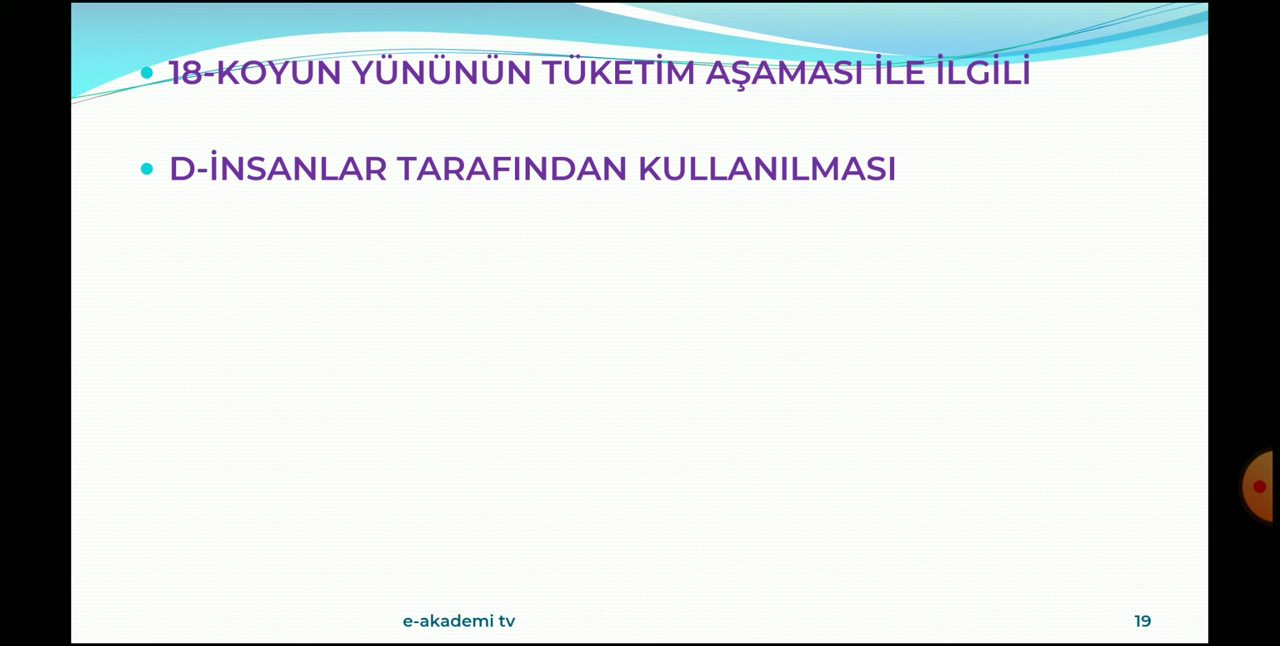 18-KOYUN YÜNÜNÜN TÜKETİM AŞAMASI İLE İLGİLİ
D-İNSANLAR TARAFINDAN KULLANILMASI
e-akademi tv
19